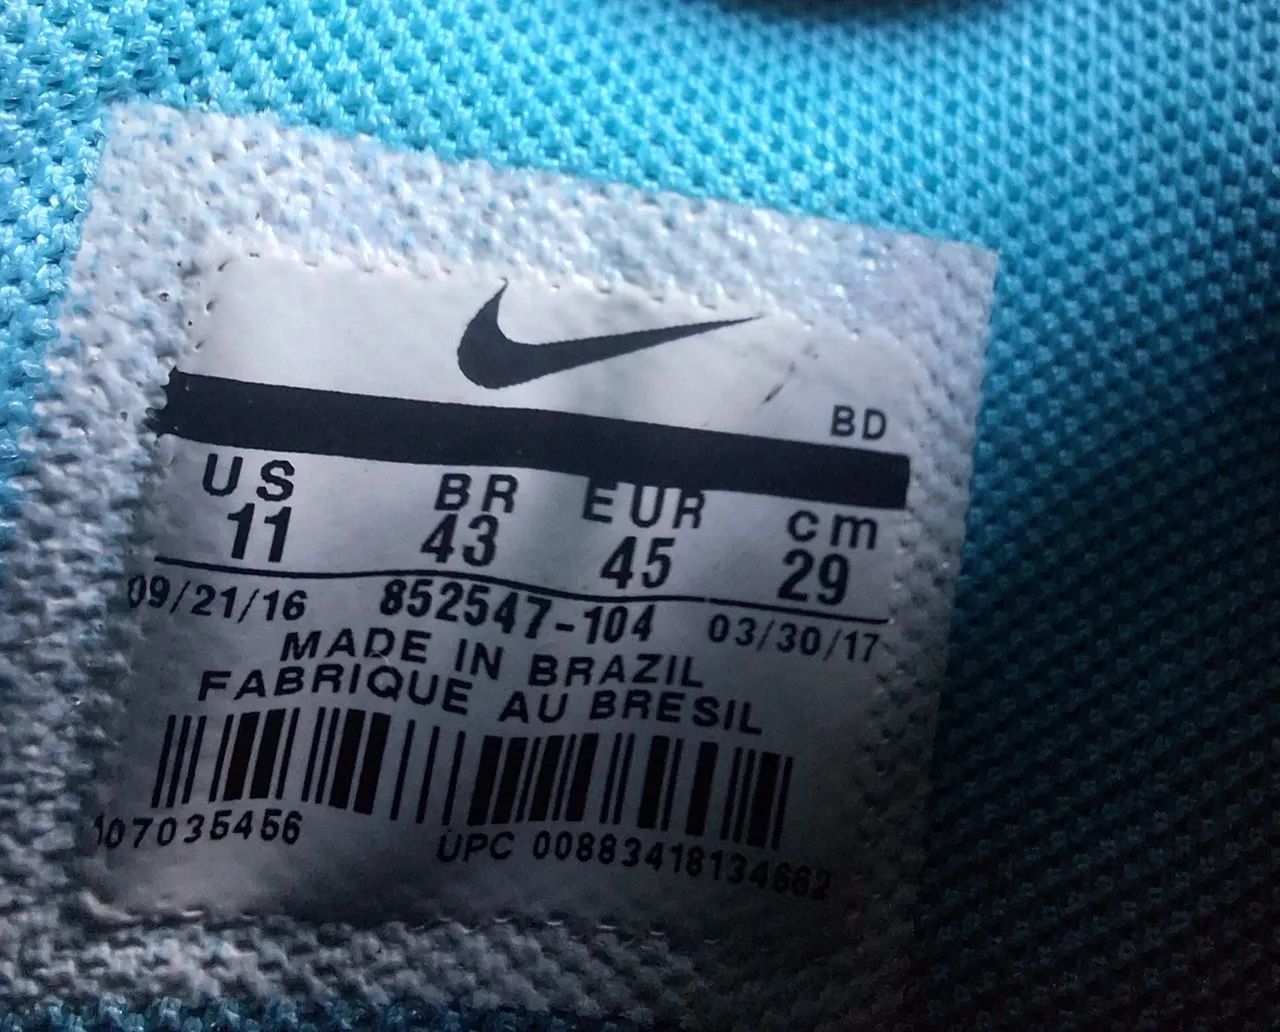 BD
US BR EUR cm
11 43 45 29
09/21/16 852547-104 03/30/17
MADE IN BRAZIL
FABRIQUE AU BRESIL
107035456 UPC 00883418134662